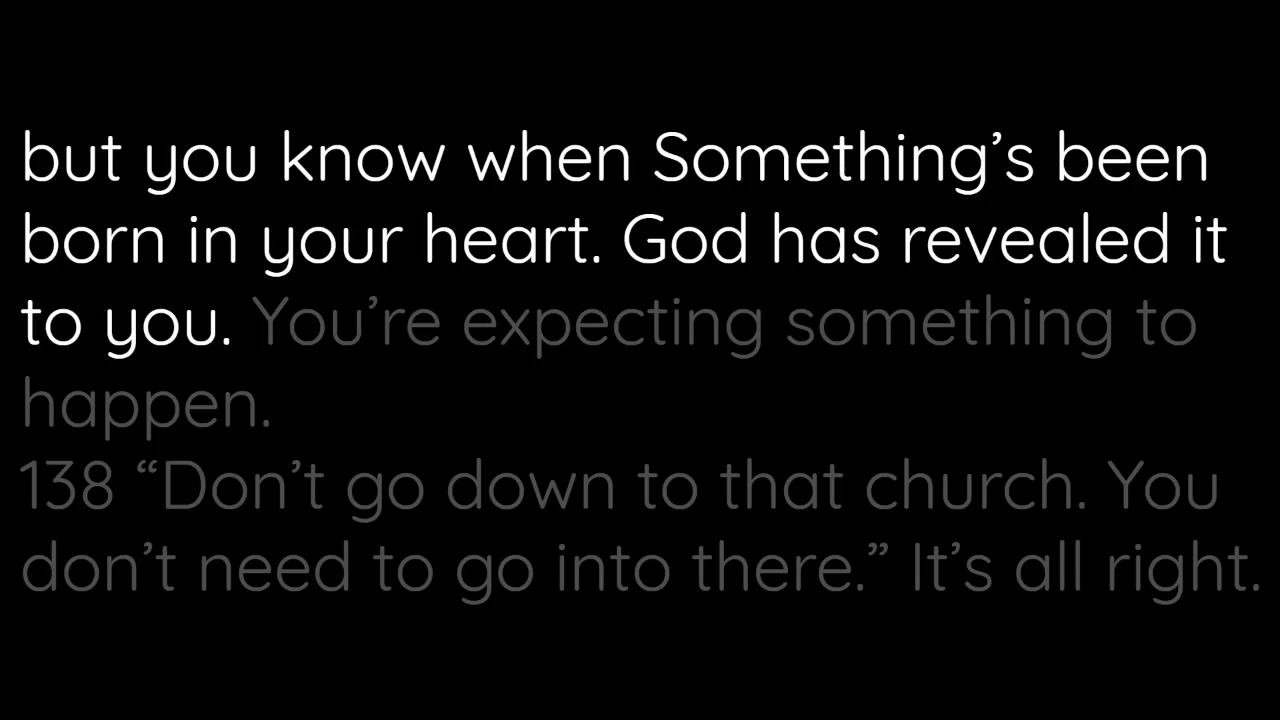 but you know when Something’s been
born in your heart. God has revealed it
to you. You’re expecting something to
happen.
138 “Don’t go down to that church. You
don’t need to go into there.” It’s all right.